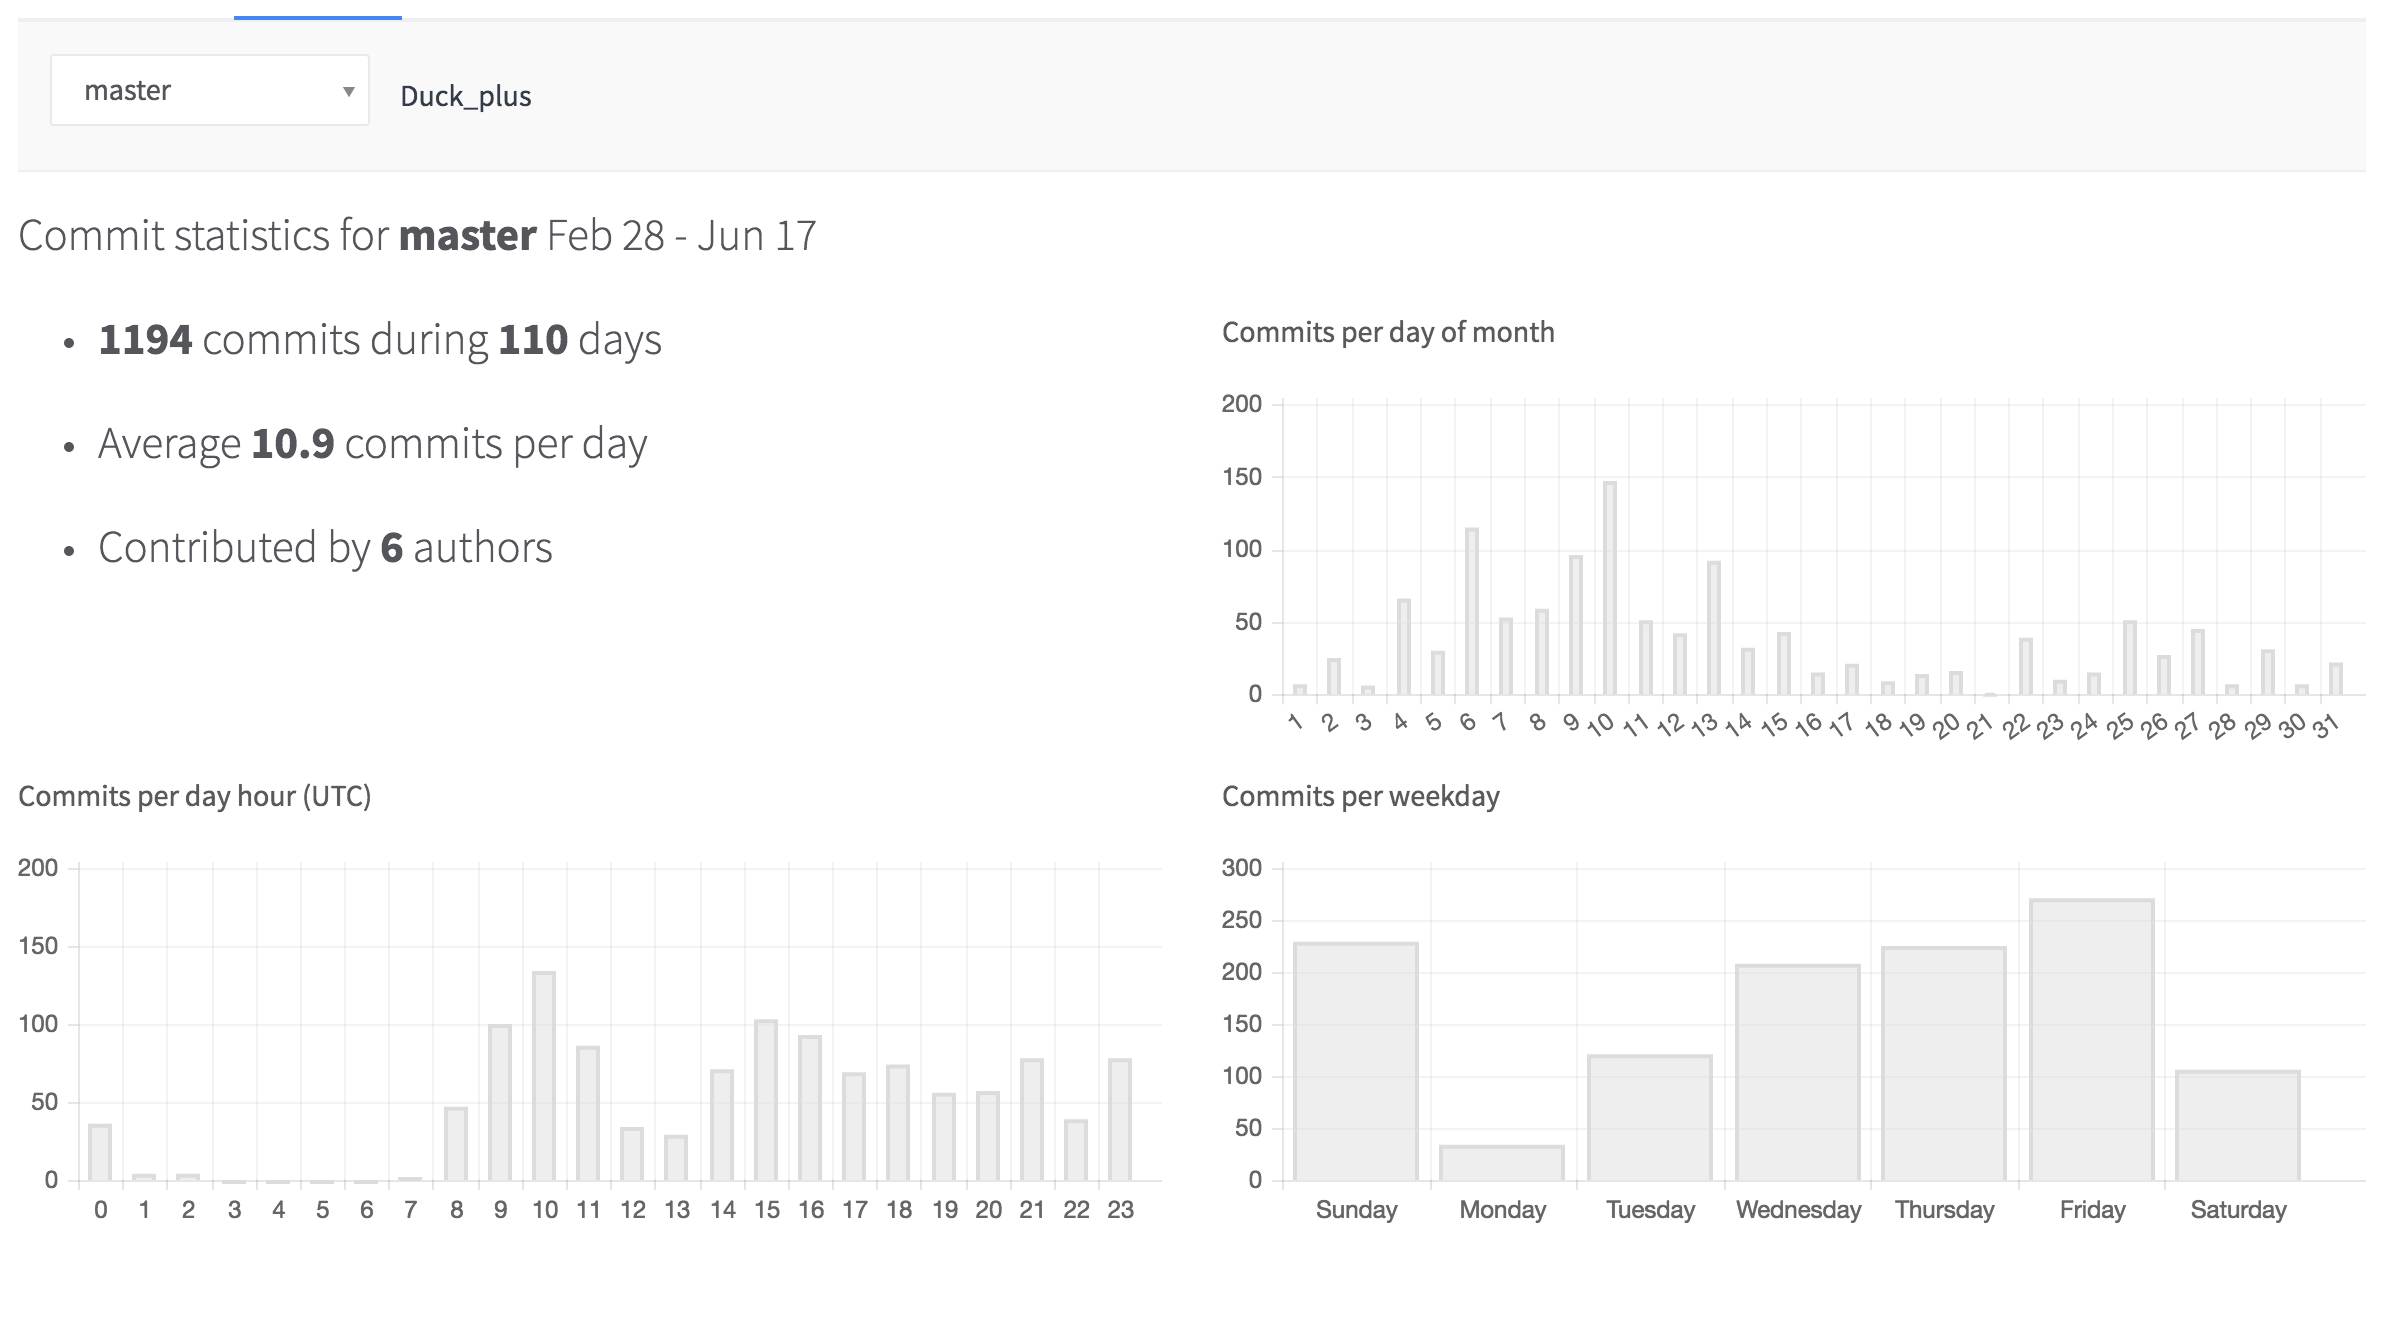 master ▾ Duck_plus
Commit statistics for master Feb 28 - Jun 17
• 1194 commits during 110 days
• Average 10.9 commits per day
• Contributed by 6 authors
Commits per day of month
200
150
100
50
0
1 2 3 4 5 6 7 8 9 10 11 12 13 14 15 16 17 18 19 20 21 22 23 24 25 26 27 28 29 30 31
Commits per day hour (UTC)
200
150
100
50
0
0 1 2 3 4 5 6 7 8 9 10 11 12 13 14 15 16 17 18 19 20 21 22 23
Commits per weekday
300
250
200
150
100
50
0
Sunday Monday Tuesday Wednesday Thursday Friday Saturday